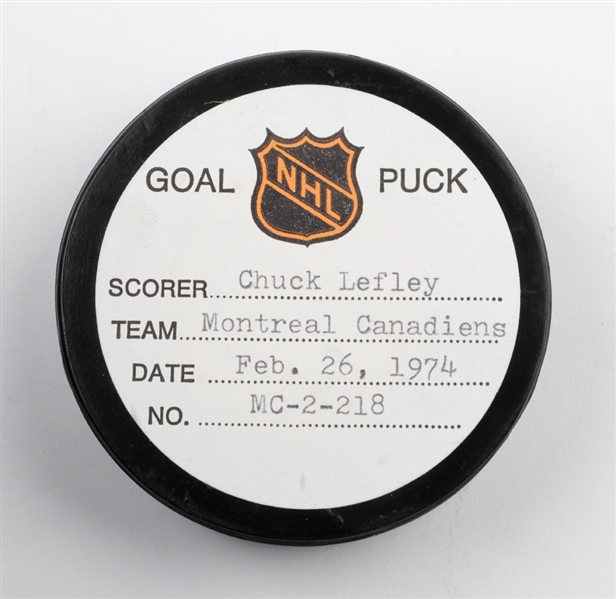 GOAL NHL PUCK
SCORER Chuck Lefley
TEAM Montreal Canadiens
DATE Feb. 26, 1974
NO. MC-2-218